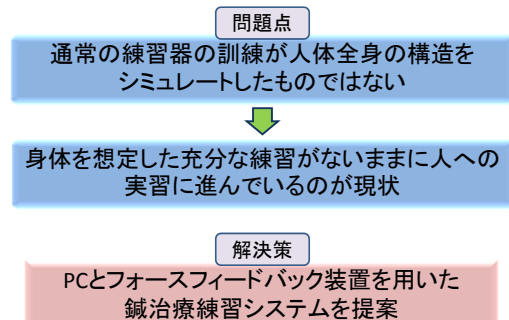 問題点
通常の練習器の訓練が人体全身の構造を
シミュレートしたものではない
身体を想定した充分な練習がないままに人への
実習に進んでいるのが現状
解決策
PCとフォースフィードバック装置を用いた
鍼治療練習システムを提案